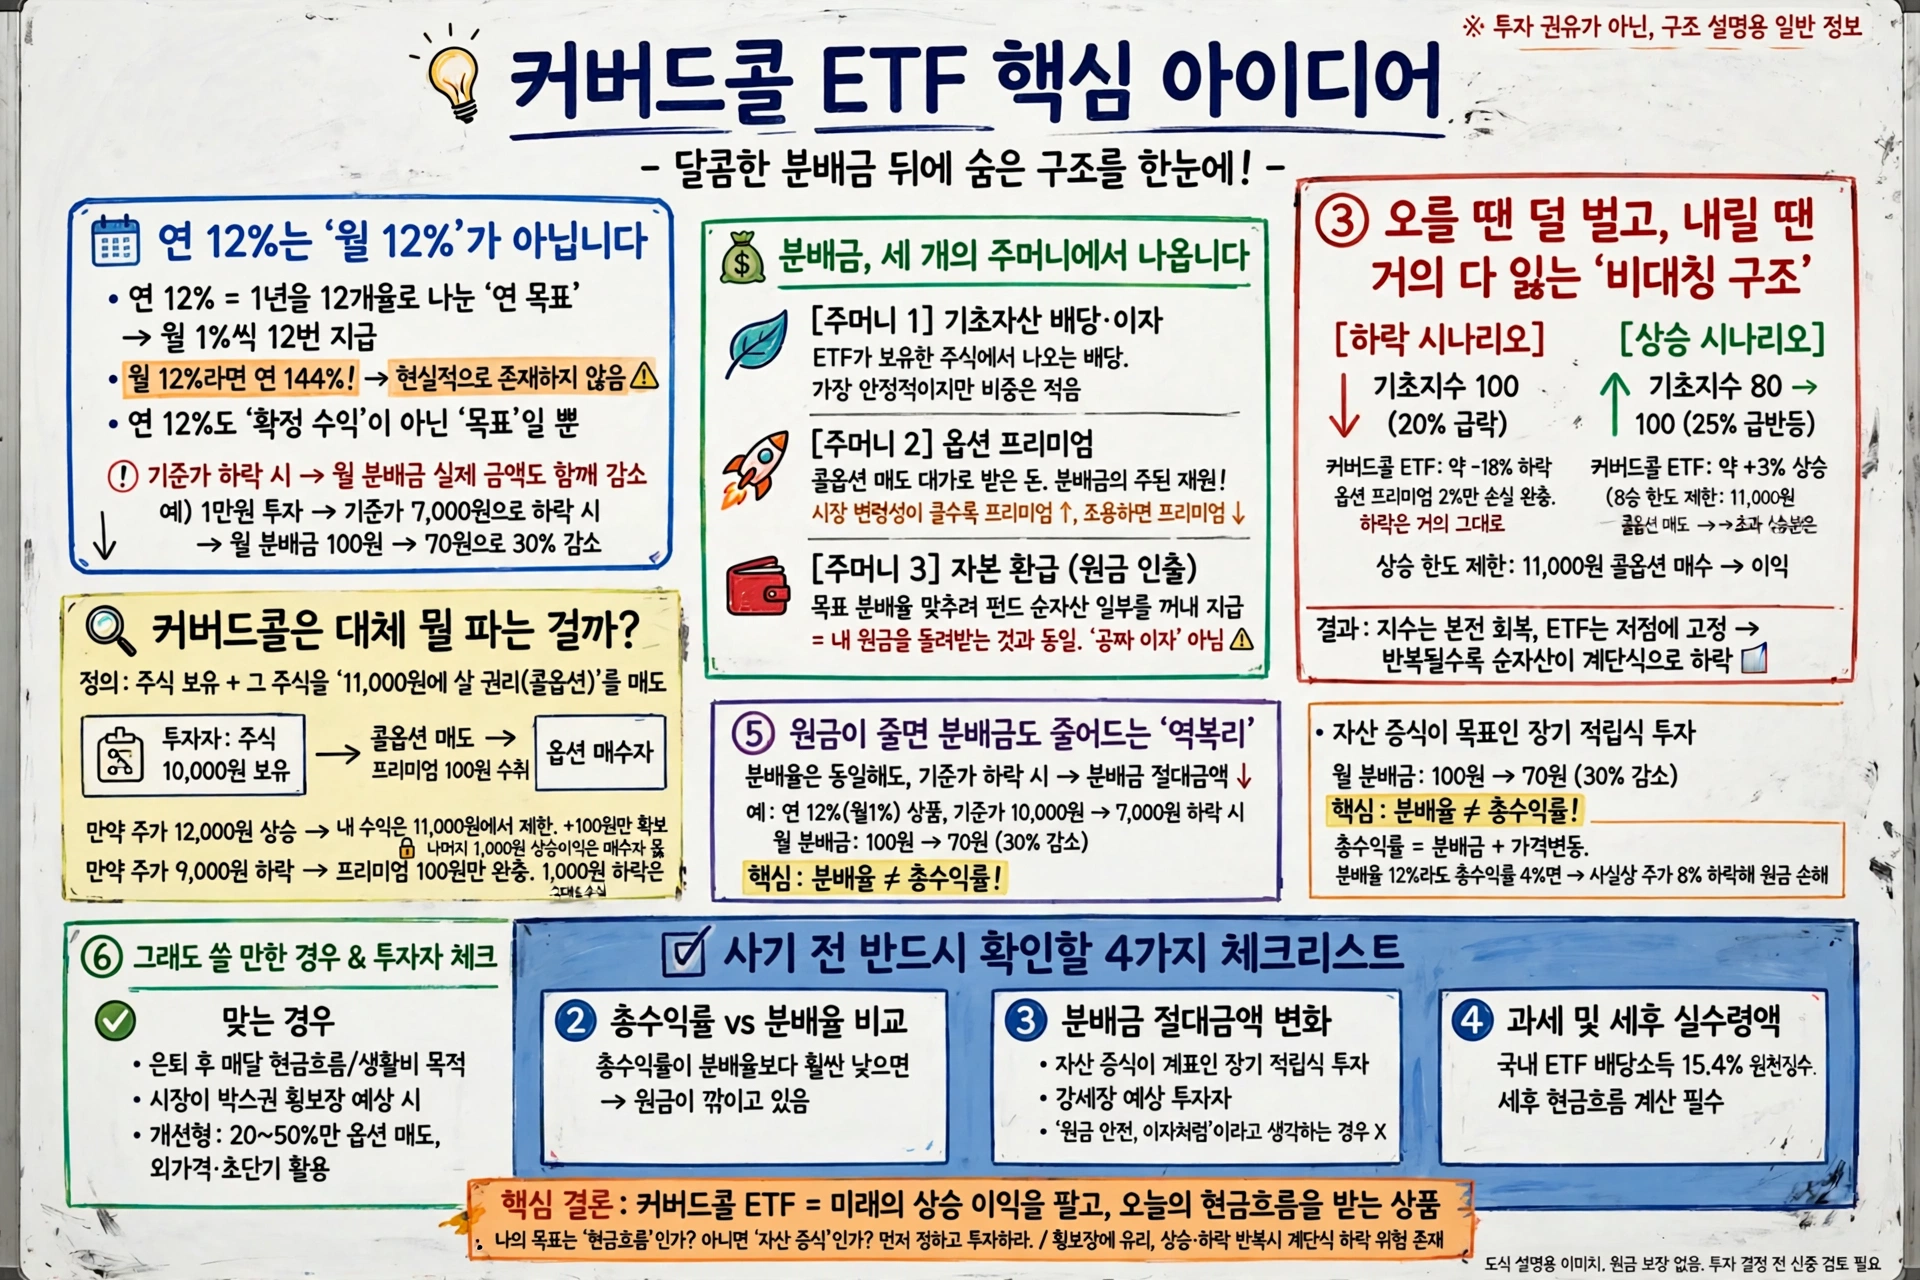 ※ 투자 권유가 아닌, 구조 설명용 일반 정보
커버드콜 ETF 핵심 아이디어
- 달콤한 분배금 뒤에 숨은 구조를 한눈에! -
연 12%는 ‘월 12%’가 아닙니다
• 연 12% = 1년을 12개월로 나눈 ‘연 목표’
→ 월 1%씩 12번 지급
• 월 12%라면 연 144%! → 현실적으로 존재하지 않음
• 연 12%도 ‘확정 수익’이 아닌 ‘목표’일 뿐
기준가 하락 시 → 월 분배금 실제 금액도 함께 감소
예) 1만원 투자 → 기준가 7,000원으로 하락 시
→ 월 분배금 100원 → 70원으로 30% 감소
커버드콜은 대체 뭘 파는 걸까?
정의: 주식 보유 + 그 주식을 ‘11,000원에 살 권리(콜옵션)’를 매도
투자자: 주식
10,000원 보유
콜옵션 매도 →
프리미엄 100원 수취
옵션 매수자
만약 주가 12,000원 상승 → 내 수익은 11,000원에서 제한. +100원만 확보
나머지 1,000원 상승이익은 매수자
만약 주가 9,000원 하락 → 프리미엄 100원만 완충. 1,000원 하락은
분배금, 세 개의 주머니에서 나옵니다
[주머니 1] 기초자산 배당·이자
ETF가 보유한 주식에서 나오는 배당.
가장 안정적이지만 비중은 적음
[주머니 2] 옵션 프리미엄
콜옵션 매도 대가로 받은 돈. 분배금의 주된 재원!
시장 변렁성이 클수록 프리미엄 ↑, 조용하면 프리미엄 ↓
[주머니 3] 자본 환급 (원금 인출)
목표 분배율 맞추려 펀드 순자산 일부를 꺼내 지급
= 내 원금을 돌려받는 것과 동일. ‘공짜 이자’ 아님
③ 오를 땐 덜 벌고, 내릴 땐
거의 다 잃는 ‘비대칭 구조’
[하락 시나리오]
기초지수 100
(20% 급락)
커버드콜 ETF: 약 -18% 하락
옵션 프리미엄 2%만 손실 완충.
하락은 거의 그대로
[상승 시나리오]
기초지수 80 →
100 (25% 급반등)
커버드콜 ETF: 약 +3% 상승
(8승 한도 제한: 11,000원
콜옵션 매도 → →초과
상승 한도 제한: 11,000원 콜옵션 매수 → 이익
결과: 지수는 본전 회복, ETF는 저점에 고정 →
반복될수록 순자산이 계단식으로 하락
⑤ 원금이 줄면 분배금도 줄어드는 ‘역복리’
분배율은 동일해도, 기준가 하락 시 → 분배금 절대금액 ↓
예: 연 12%(월1%) 상품, 기준가 10,000원 → 7,000원 하락 시
월 분배금: 100원 → 70원 (30% 감소)
핵심: 분배율 ≠ 총수익률!
• 자산 증식이 목표인 장기 적립식 투자
월 분배금: 100원 → 70원 (30% 감소)
핵심: 분배율 ≠ 총수익률!
총수익률 = 분배금 + 가격변동.
분배율 12%라도 총수익률 4%면 → 사실상 주가 8% 하락해 원금 손해
⑥ 그래도 쓸 만한 경우 & 투자자 체크
맞는 경우
• 은퇴 후 매달 현금흐름/생활비 목적
• 시장이 박스권 횡보장 예상 시
• 개션형: 20~50%만 옵션 매도,
외가격·초단기 활용
사기 전 반드시 확인할 4가지 체크리스트
2 총수익률 vs 분배율 비교
총수익률이 분배율보다 훨싼 낮으면
→ 원금이 깎이고 있음
3 분배금 절대금액 변화
• 자산 증식이 계표인 장기 적립식 투자
• 강세장 예상 투자자
• ‘원금 안전, 이자처럼’이라고 생각하는 경우 X
4 과세 및 세후 실수령액
국내 ETF 배당소득 15.4% 원천징수.
세후 현금흐름 계산 필수
핵심 결론: 커버드콜 ETF = 미래의 상승 이익을 팔고, 오늘의 현금흐름을 받는 상품
나의 목표는 ‘현금흐름’인가? 아니면 ‘자산 증식’인가? 먼저 정하고 투자하라. / 횡보장에 유리, 상승·하락 반복시 계단식 하락 위험 존재
도식 설명용 이미치. 원금 보장 없음. 투자 결정 전 신중 검토 필요